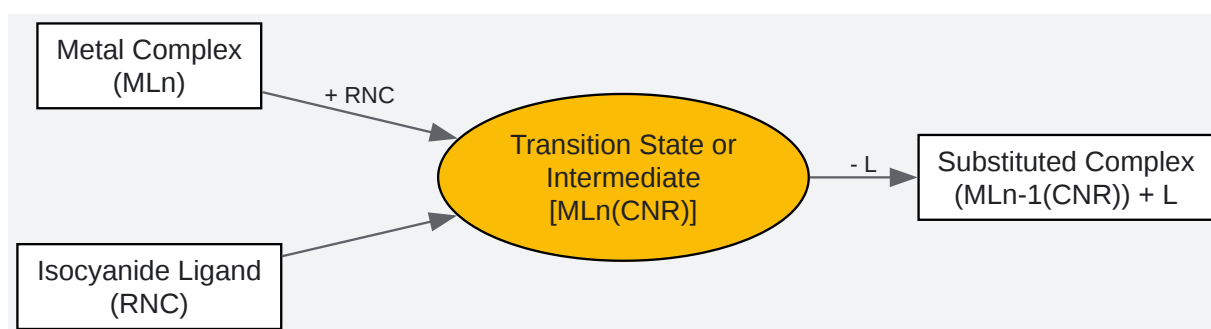 Metal Complex
(MLn)
+ RNC
Transition State or
Intermediate
[MLn(CNR)]
- L
Substituted Complex
(MLn-1(CNR)) + L
Isocyanide Ligand
(RNC)